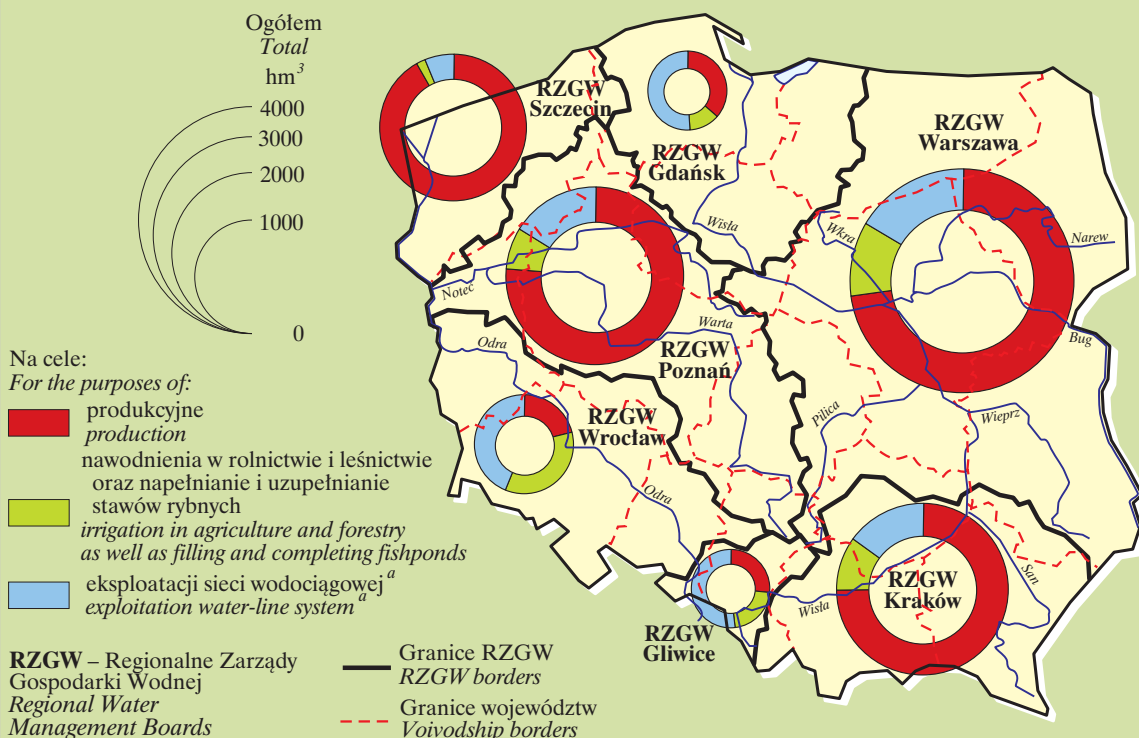 Ogółem
Total
hm³
4000
3000
2000
1000
0
Na cele:
For the purposes of:
produkcyjne
production
nawodnienia w rolnictwie i leśnictwie
oraz napełnianie i uzupełnianie
stawów rybnych
irrigation in agriculture and forestry
as well as filling and completing fishponds
eksploatacji sieci wodociągowej a
exploitation water-line system a
RZGW – Regionalne Zarządy
Gospodarki Wodnej
Regional Water
Management Boards
Granice RZGW
RZGW borders
Granice województw
Voivodship borders
RZGW
Szczecin
RZGW
Gdańsk
RZGW
Warszawa
RZGW
Poznań
RZGW
Wrocław
RZGW
Gliwice
RZGW
Kraków
Wisła
Wkra
Narew
Noteć
Warta
Bug
Odra
Pilica
Wieprz
Odra
Wisła
San